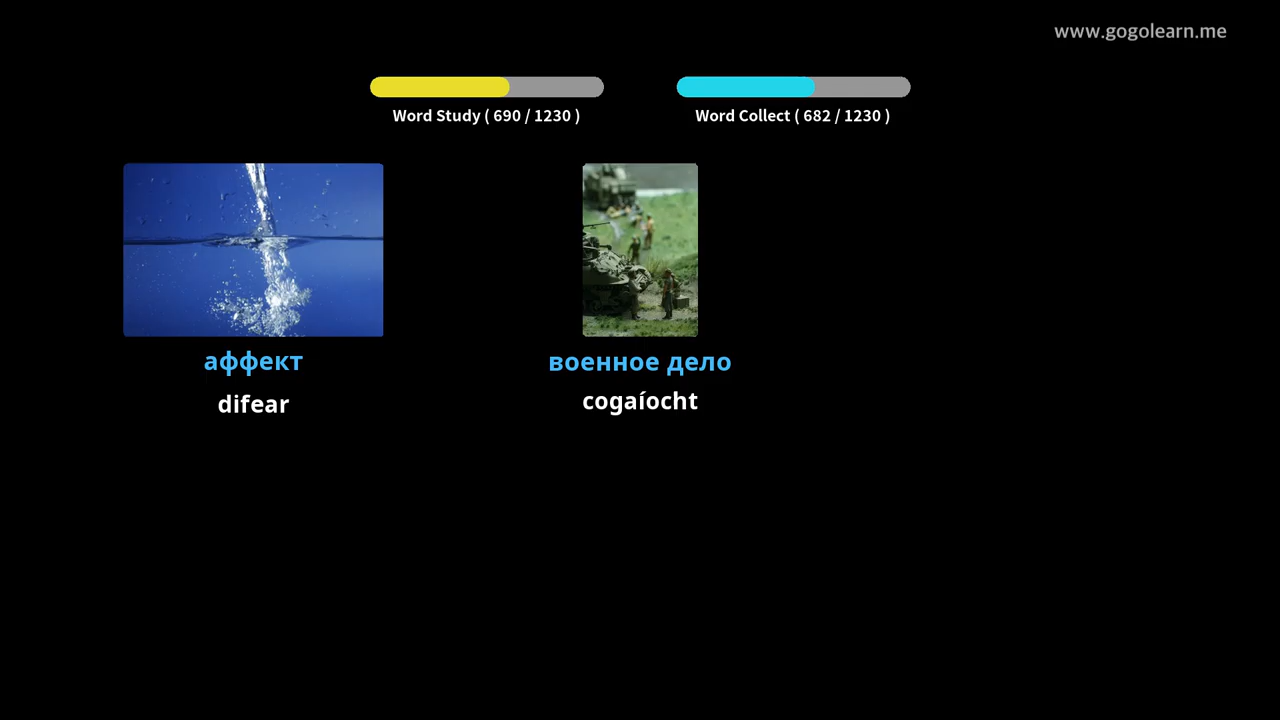 www.gogolearn.me
Word Study ( 690 / 1230 )
Word Collect ( 682 / 1230 )
аффект
difear
военное дело
cogaíocht